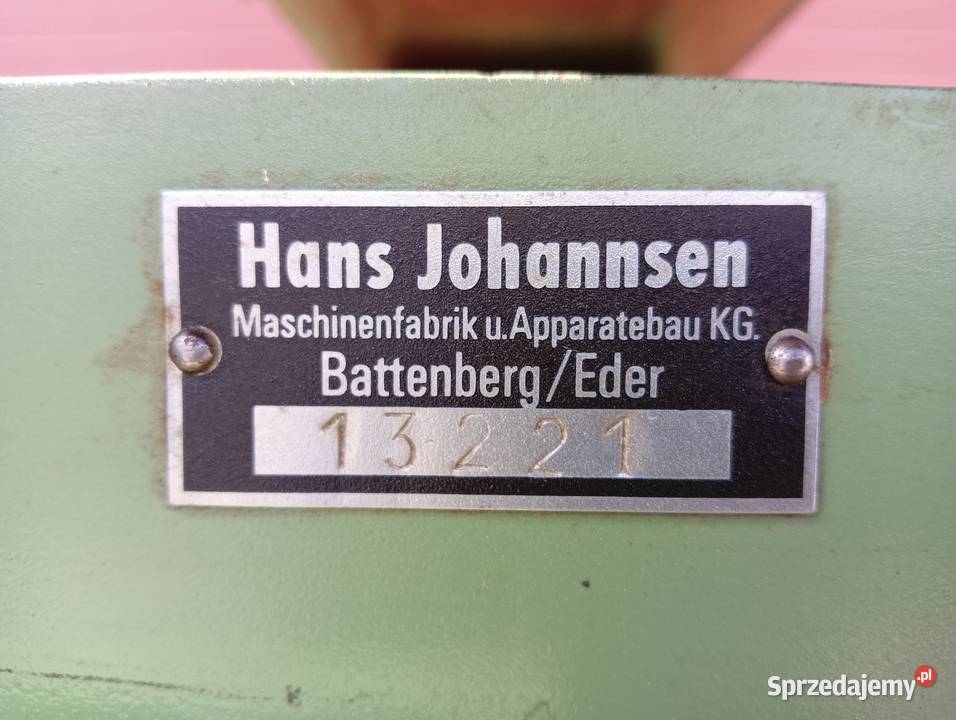 Hans Johannsen
Maschinenfabrik u.Apparatebau KG.
Battenberg/Eder
13221
Sprzedajemy.pl